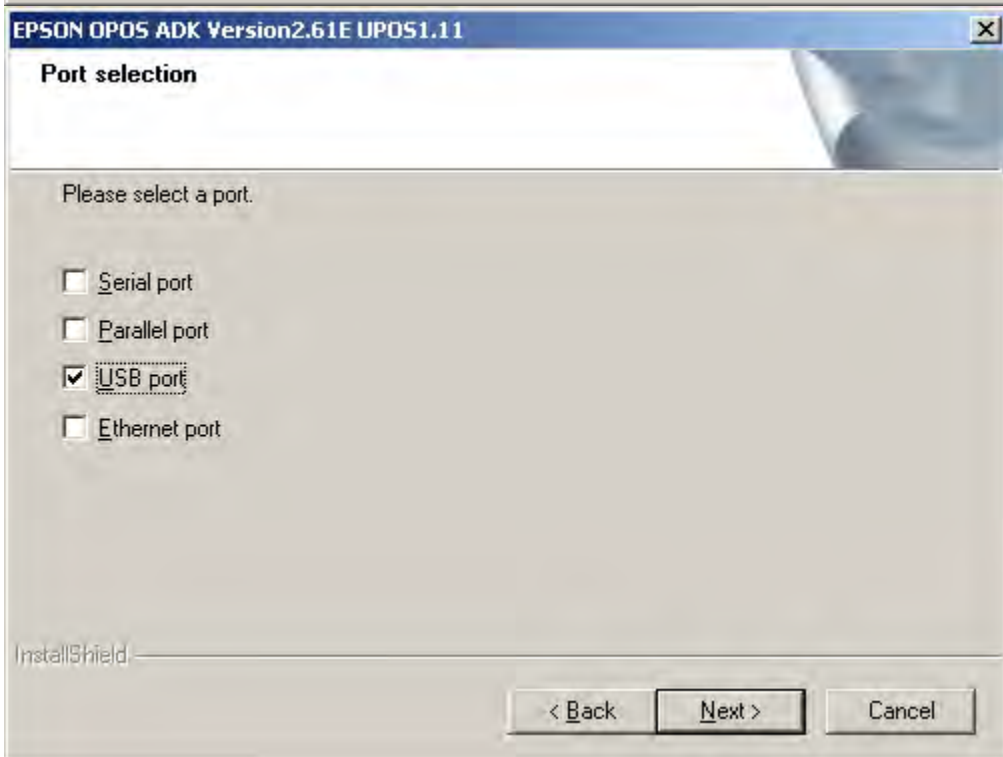 EPSON OPOS ADK Version2.61E UPOS1.11
Port selection
Please select a port.
Serial port
Parallel port
USB port
Ethernet port
InstallShield
< Back Next > Cancel